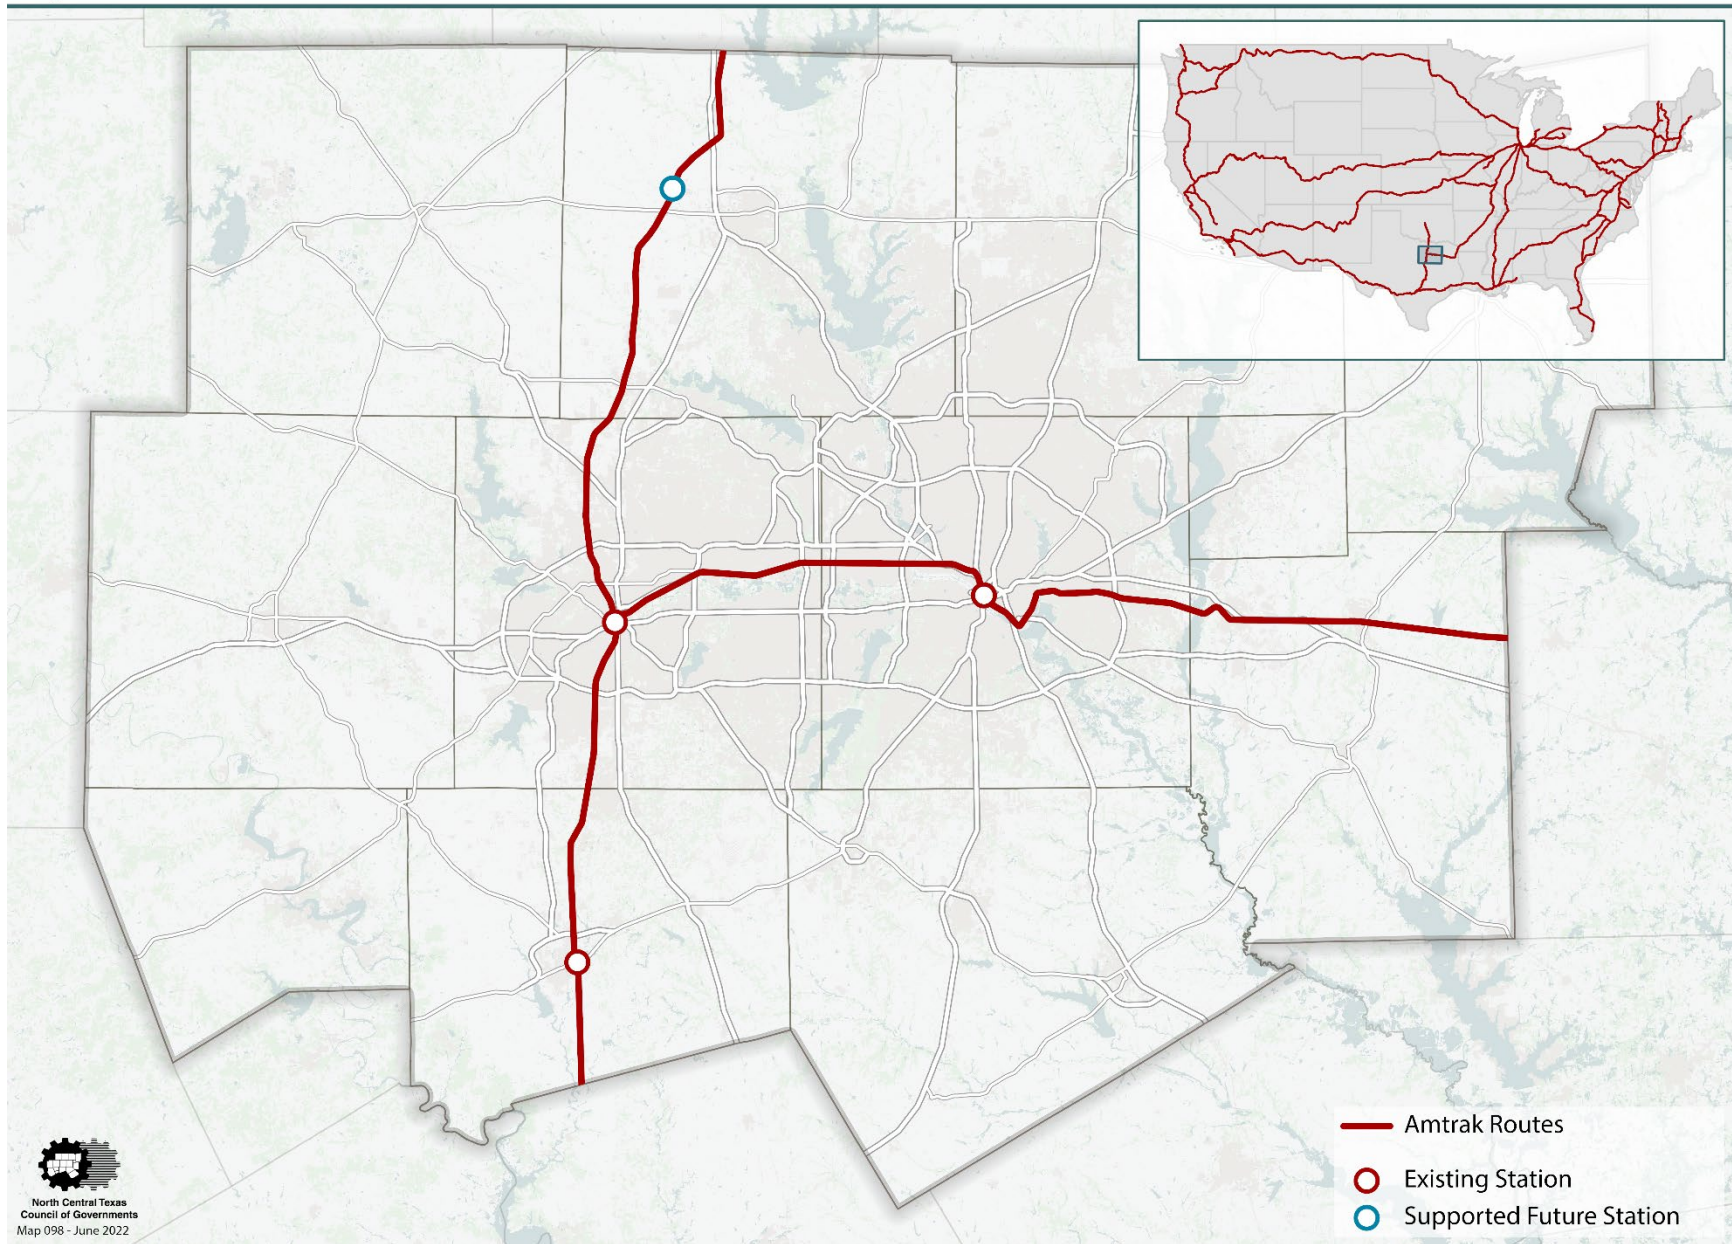 Amtrak Routes
Existing Station
Supported Future Station
North Central Texas
Council of Governments
Map 098 - June 2022